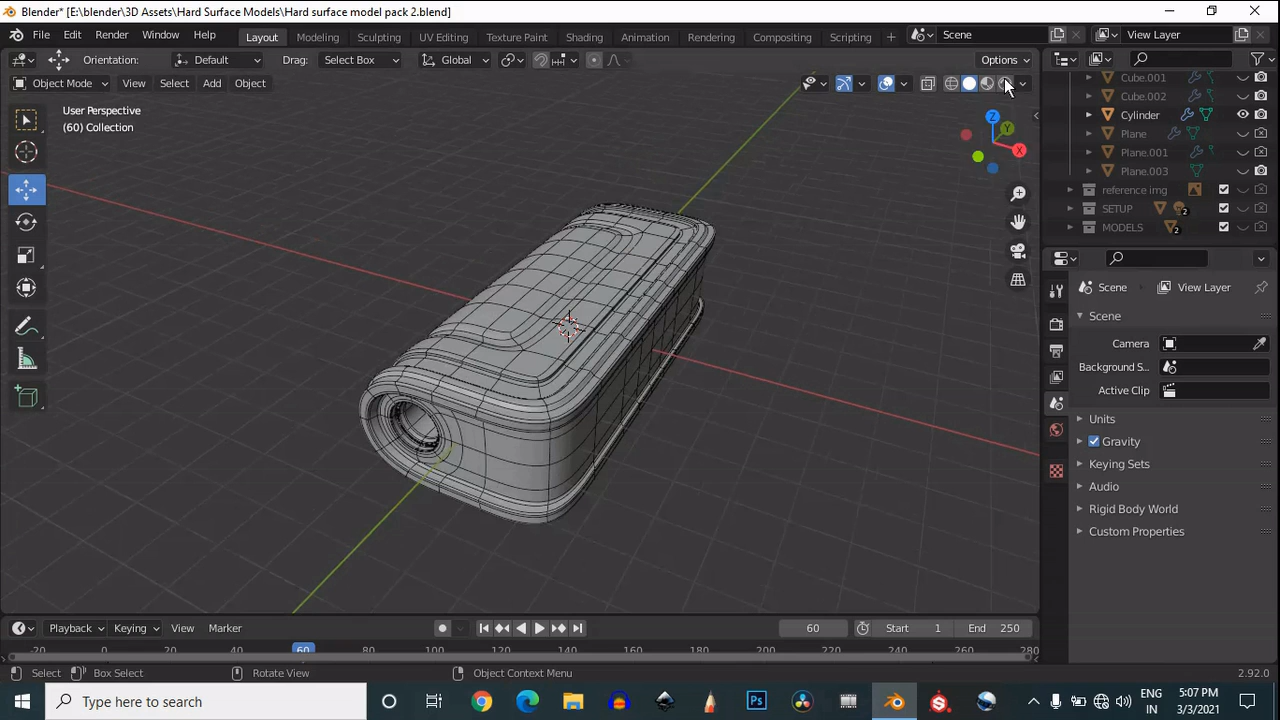 Blender* [E:\blender\3D Assets\Hard Surface Models\Hard surface model pack 2.blend]
File Edit Render Window Help Layout Modeling Sculpting UV Editing Texture Paint Shading Animation Rendering Compositing Scripting + Scene View Layer
Orientation: Default Drag: Select Box Global Options
Object Mode View Select Add Object
User Perspective
(60) Collection
Z
Y
X
Cube.001
Cube.002
Cylinder
Plane
Plane.001
Plane.003
reference img
SETUP 2
MODELS 2
Scene View Layer
Scene
Camera
Background S...
Active Clip
Units
Gravity
Keying Sets
Audio
Rigid Body World
Custom Properties
Playback Keying View Marker 60 Start 1 End 250
-20 0 20 40 60 80 100 120 140 160 180 200 220 240 260 280
Select Box Select Rotate View Object Context Menu 2.92.0
Type here to search
Ps
ENG
IN
5:07 PM
3/3/2021